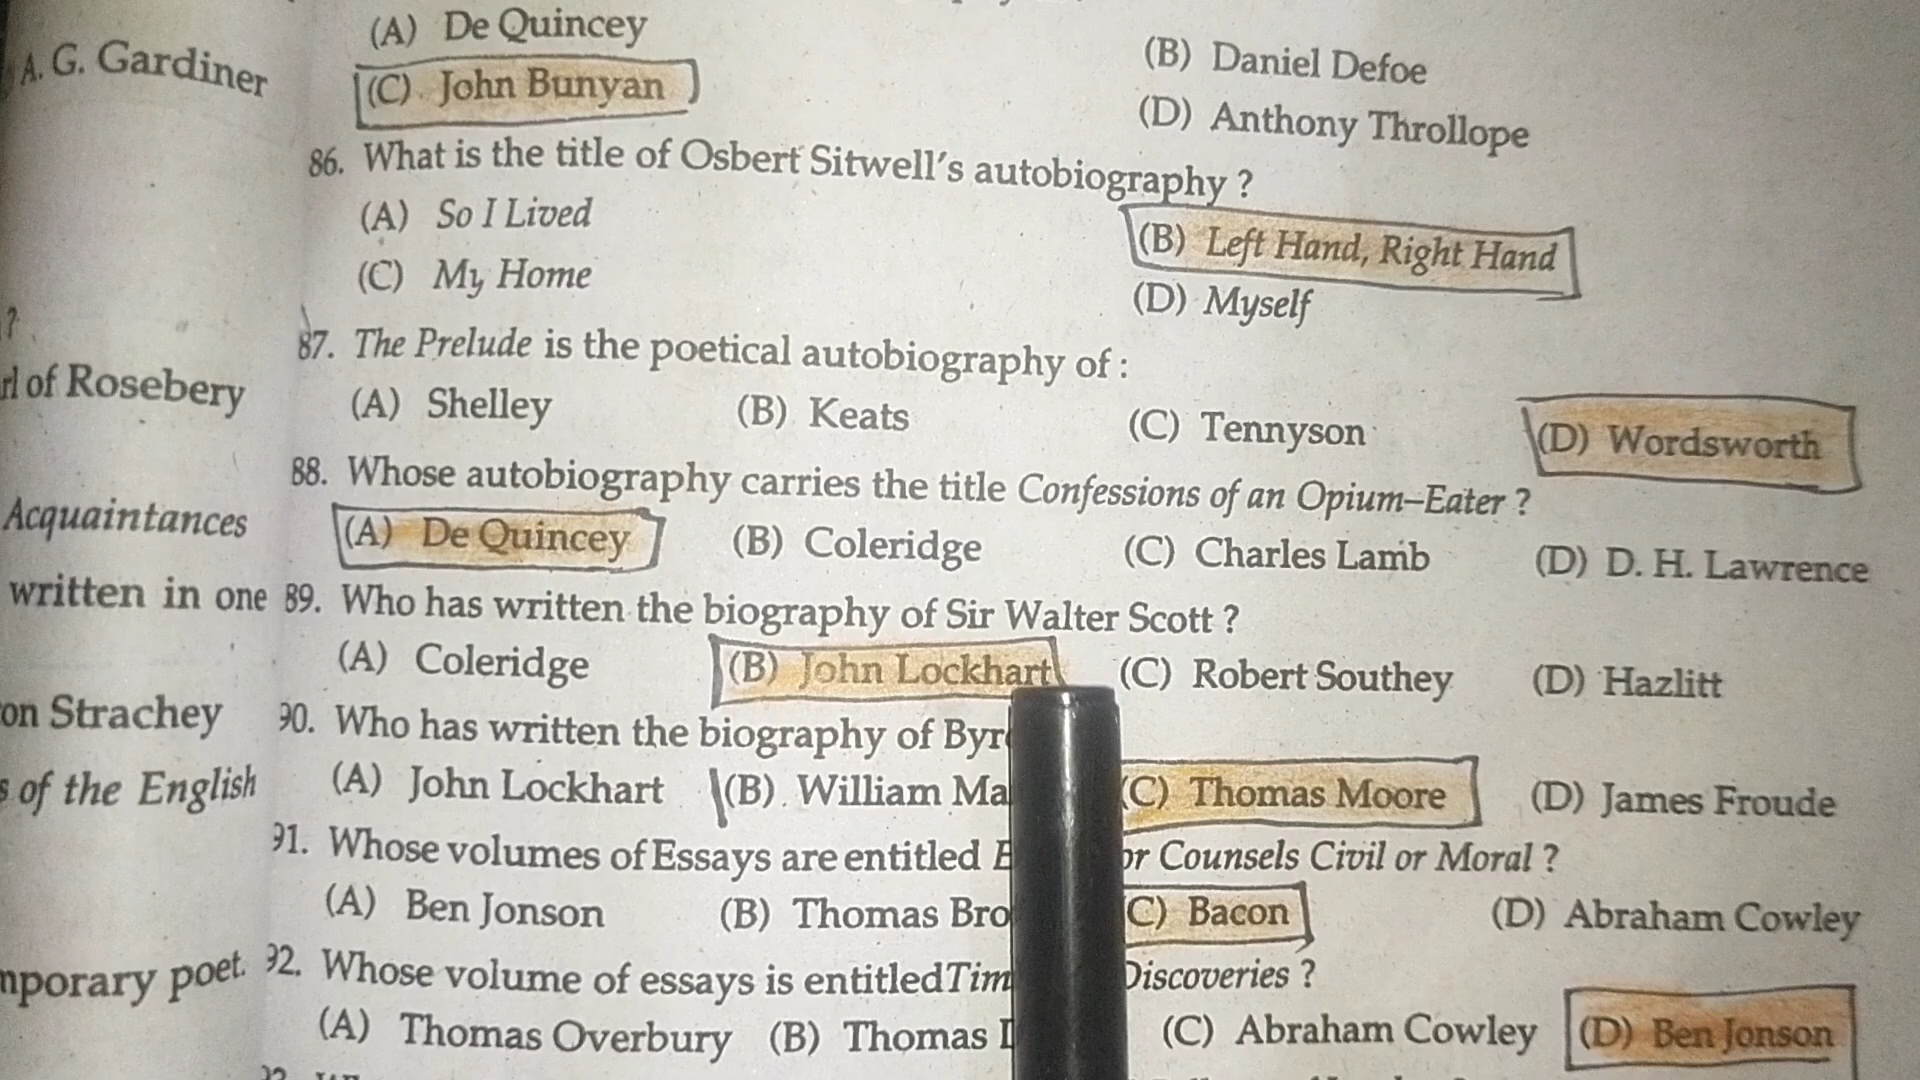 A. G. Gardiner
?
of Rosebery
Acquaintances
written in one
on Strachey
of the English
poet.
(A) De Quincey
(B) Daniel Defoe
(C) John Bunyan
(D) Anthony Throllope
86. What is the title of Osbert Sitwell's autobiography ?
(A) So I Lived
(B) Left Hand, Right Hand
(C) My Home
(D) Myself
87. The Prelude is the poetical autobiography of :
(A) Shelley (B) Keats (C) Tennyson (D) Wordsworth
88. Whose autobiography carries the title Confessions of an Opium–Eater ?
(A) De Quincey (B) Coleridge (C) Charles Lamb (D) D. H. Lawrence
89. Who has written the biography of Sir Walter Scott ?
(A) Coleridge (B) John Lockhart (C) Robert Southey (D) Hazlitt
90. Who has written the biography of
(A) John Lockhart (B) William (C) Thomas Moore (D) James Froude
91. Whose volumes of Essays are entitled or Counsels Civil or Moral ?
(A) Ben Jonson (B) Thomas (C) Bacon (D) Abraham Cowley
92. Whose volume of essays is entitled Discoveries ?
(A) Thomas Overbury (B) Thomas (C) Abraham Cowley (D) Ben Jonson